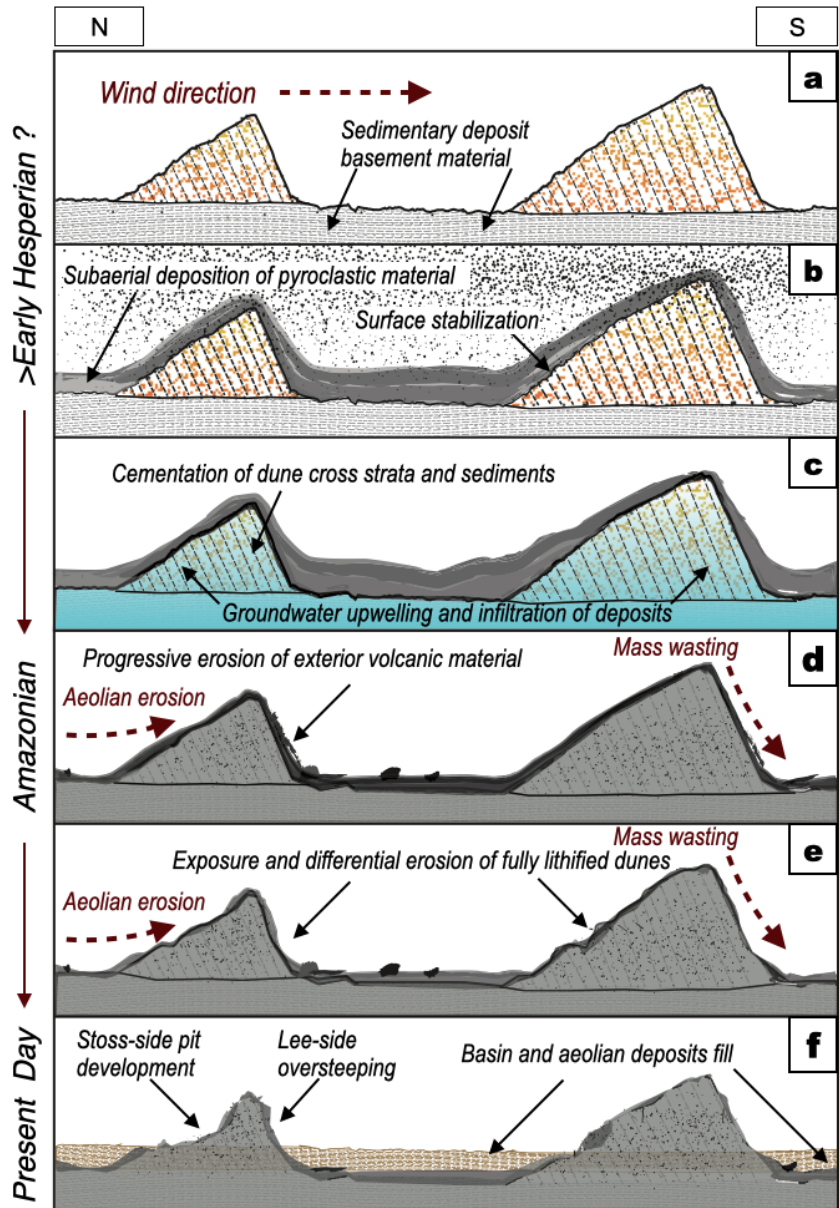 N
S
a
Wind direction
Sedimentary deposit
basement material
>Early Hesperian ?
b
Subaerial deposition of pyroclastic material
Surface stabilization
c
Cementation of dune cross strata and sediments
Groundwater upwelling and infiltration of deposits
d
Mass wasting
Progressive erosion of exterior volcanic material
Aeolian erosion
Amazonian
e
Mass wasting
Exposure and differential erosion of fully lithified dunes
Aeolian erosion
f
Stoss-side pit
development
Lee-side
oversteeping
Basin and aeolian deposits fill
Present Day